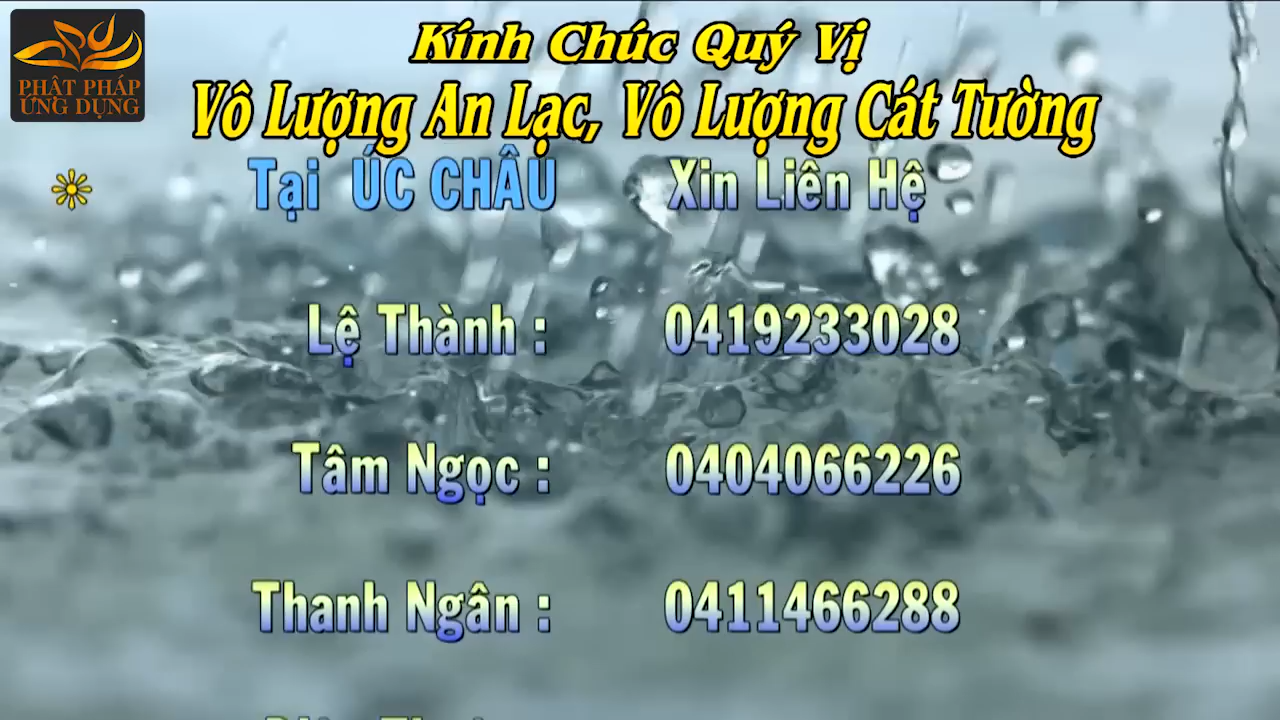 Kính Chúc Quý Vị
PHẬT PHÁP
ỨNG DỤNG
Vô Lượng An Lạc, Vô Lượng Cát Tường
Tại ÚC CHÂU Xin Liên Hệ
Lệ Thành : 0419233028
Tâm Ngọc : 0404066226
Thanh Ngân : 0411466288